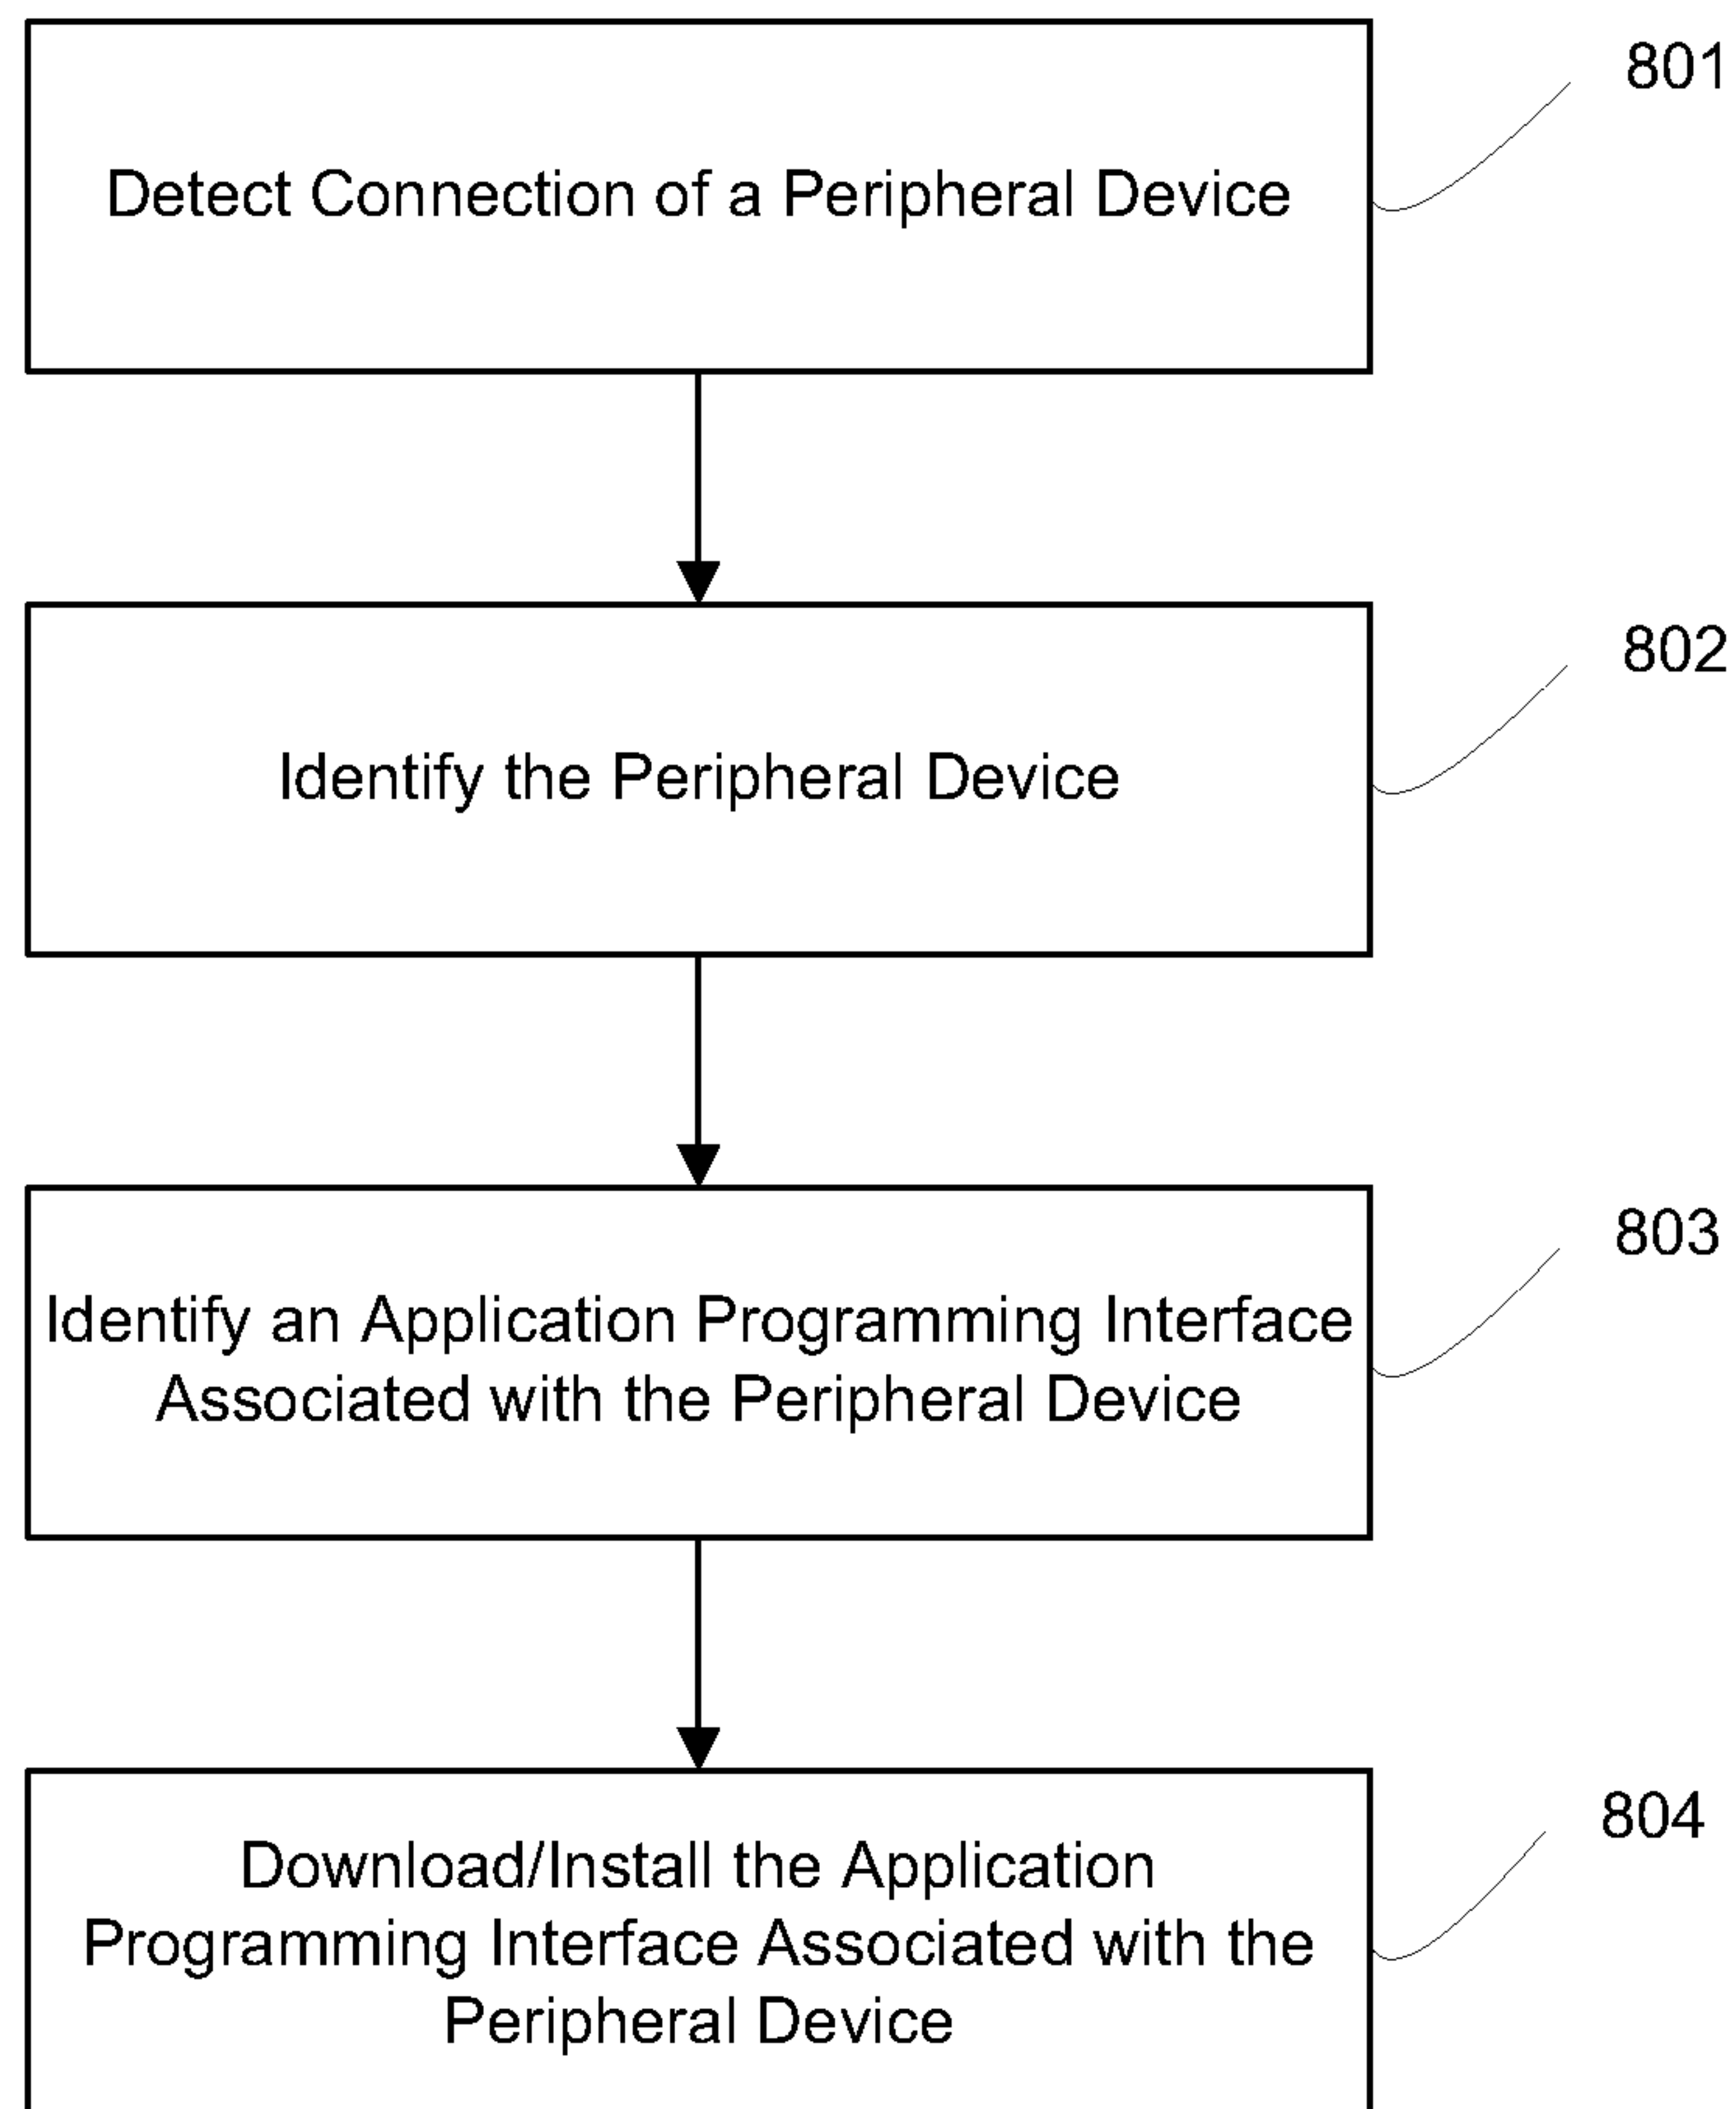 801
Detect Connection of a Peripheral Device
802
Identify the Peripheral Device
803
Identify an Application Programming Interface
Associated with the Peripheral Device
804
Download/Install the Application
Programming Interface Associated with the
Peripheral Device